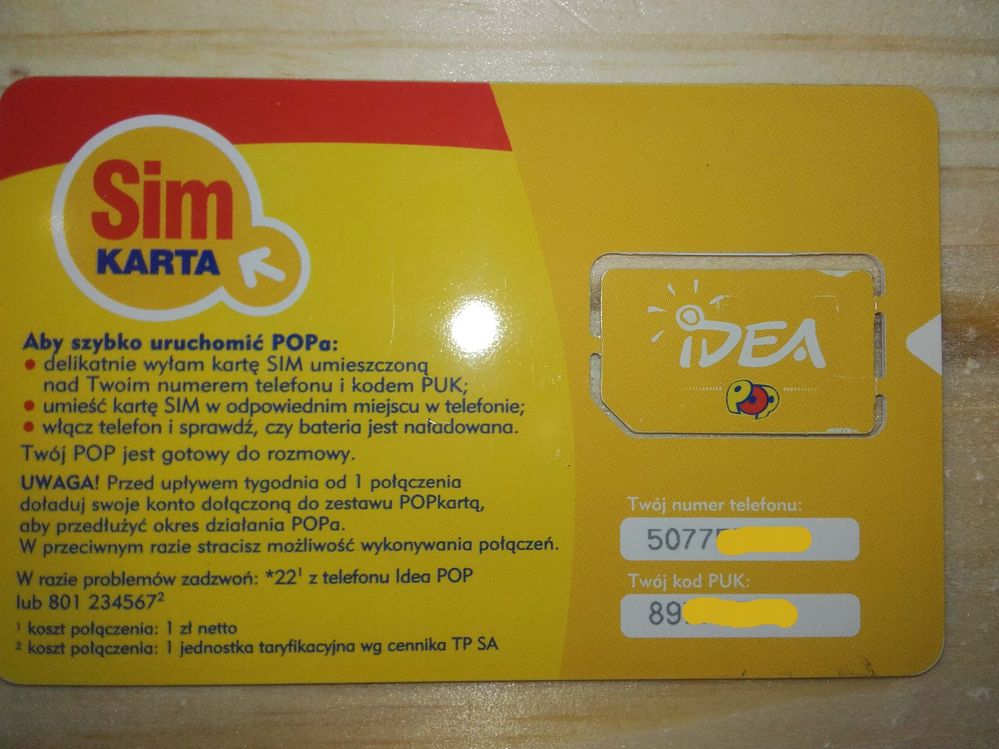 Sim
KARTA
Aby szybko uruchomić POPa:
• delikatnie wyłam kartę SIM umieszczoną
nad Twoim numerem telefonu i kodem PUK;
• umieść kartę SIM w odpowiednim miejscu w telefonie;
• włącz telefon i sprawdź, czy bateria jest naładowana.
Twój POP jest gotowy do rozmowy.
UWAGA! Przed upływem tygodnia od 1 połączenia
doładuj swoje konto dołączoną do zestawu POPkartą,
aby przedłużyć okres działania POPa.
W przeciwnym razie stracisz możliwość wykonywania połączeń.
W razie problemów zadzwoń: *22¹ z telefonu Idea POP
lub 801 234567²
¹ koszt połączenia: 1 zł netto
² koszt połączenia: 1 jednostka taryfikacyjna wg cennika TP SA
iDEA
POP
Twój numer telefonu:
5077
Twój kod PUK:
89